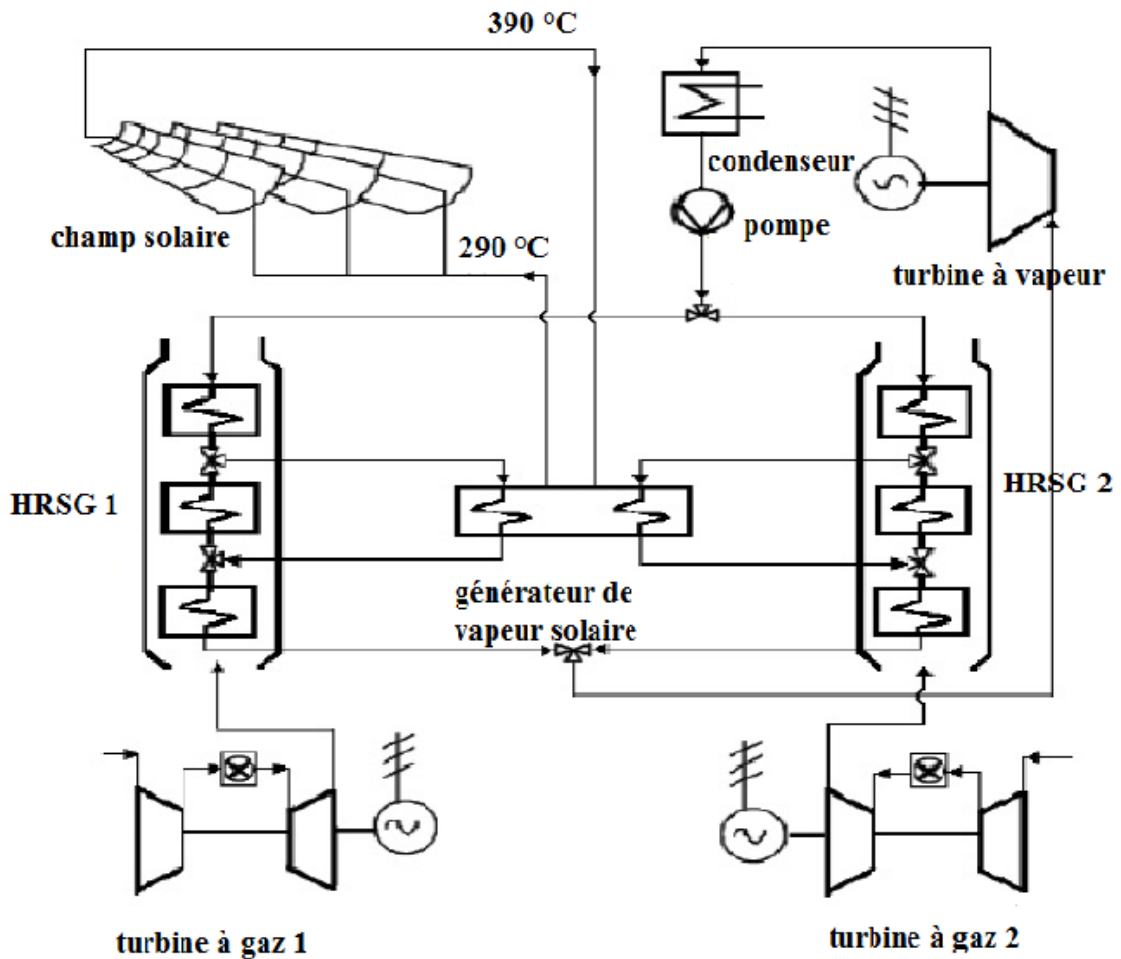 390 °C
condenseur
champ solaire
pompe
290 °C
turbine à vapeur
HRSG 1
HRSG 2
générateur de
vapeur solaire
turbine à gaz 1
turbine à gaz 2